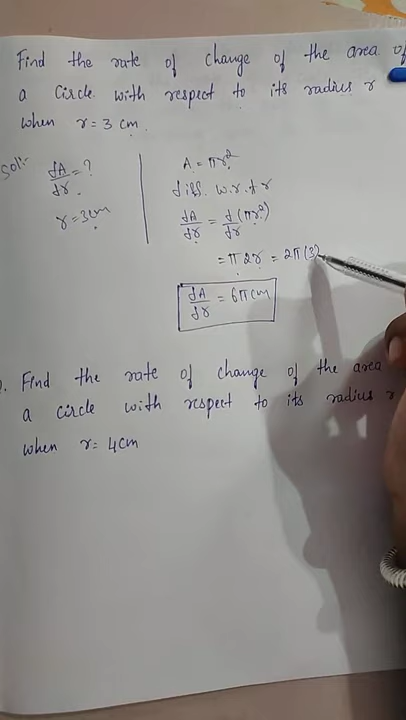 Find the rate of change of the area of
a circle with respect to its radius r
when r = 3 cm.
Sol:-
dA/dr = ?
r = 3cm
A = πr²
diff. w.r.t r
dA/dr = d(πr²)/dr
= π 2r = 2π(3)
dA/dr = 6π cm
Find the rate of change of the area
a circle with respect to its radius r
when r = 4cm